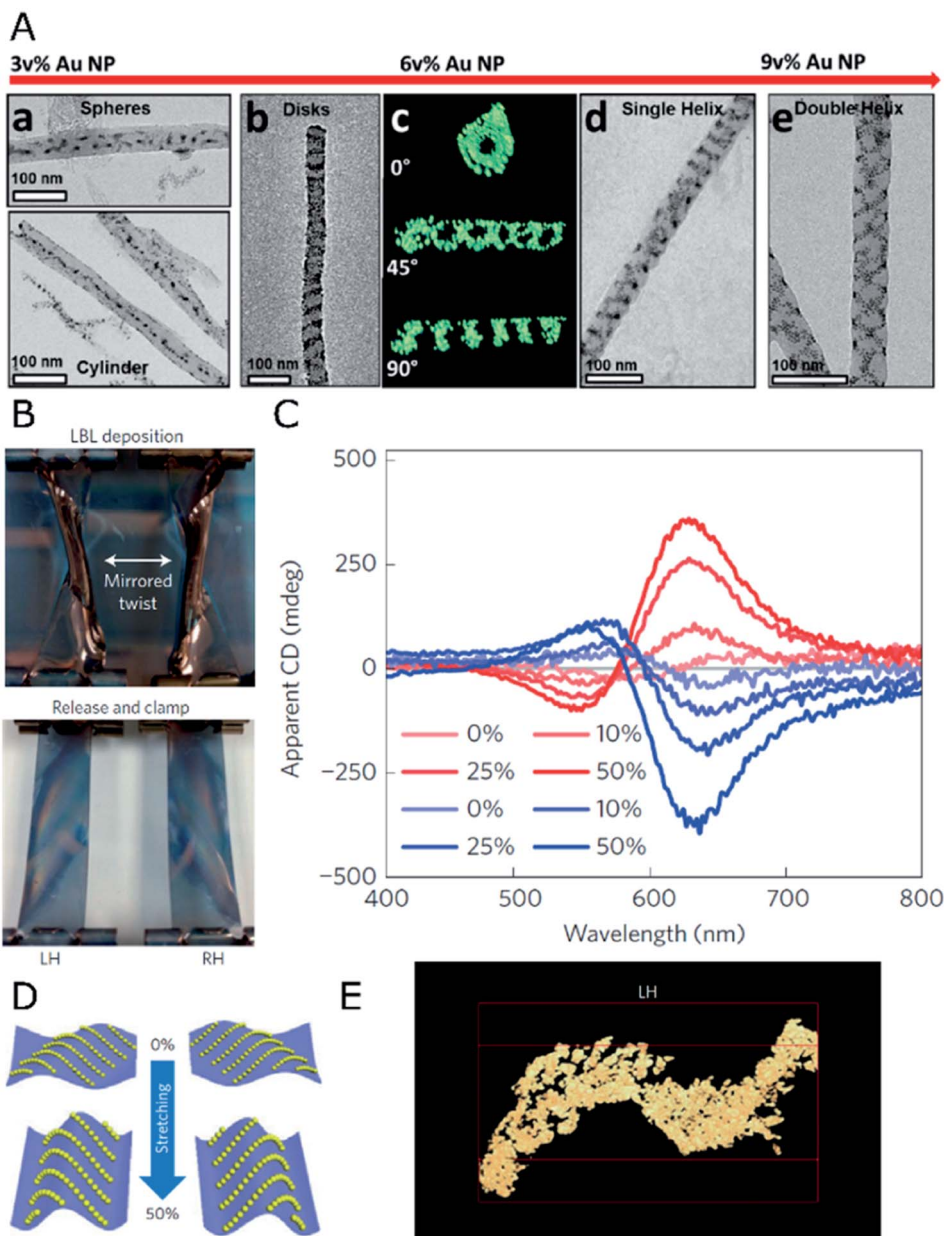 A
3v% Au NP 6v% Au NP 9v% Au NP
a Spheres
100 nm
Cylinder
100 nm
b Disks
100 nm
c
0°
45°
90°
d Single Helix
100 nm
e Double Helix
100 nm
B
LBL deposition
Mirrored
twist
Release and clamp
LH RH
C
Apparent CD (mdeg)
500
250
0
−250
−500
0% 10%
25% 50%
0% 10%
25% 50%
400 500 600 700 800
Wavelength (nm)
D
0%
Stretching
50%
E
LH